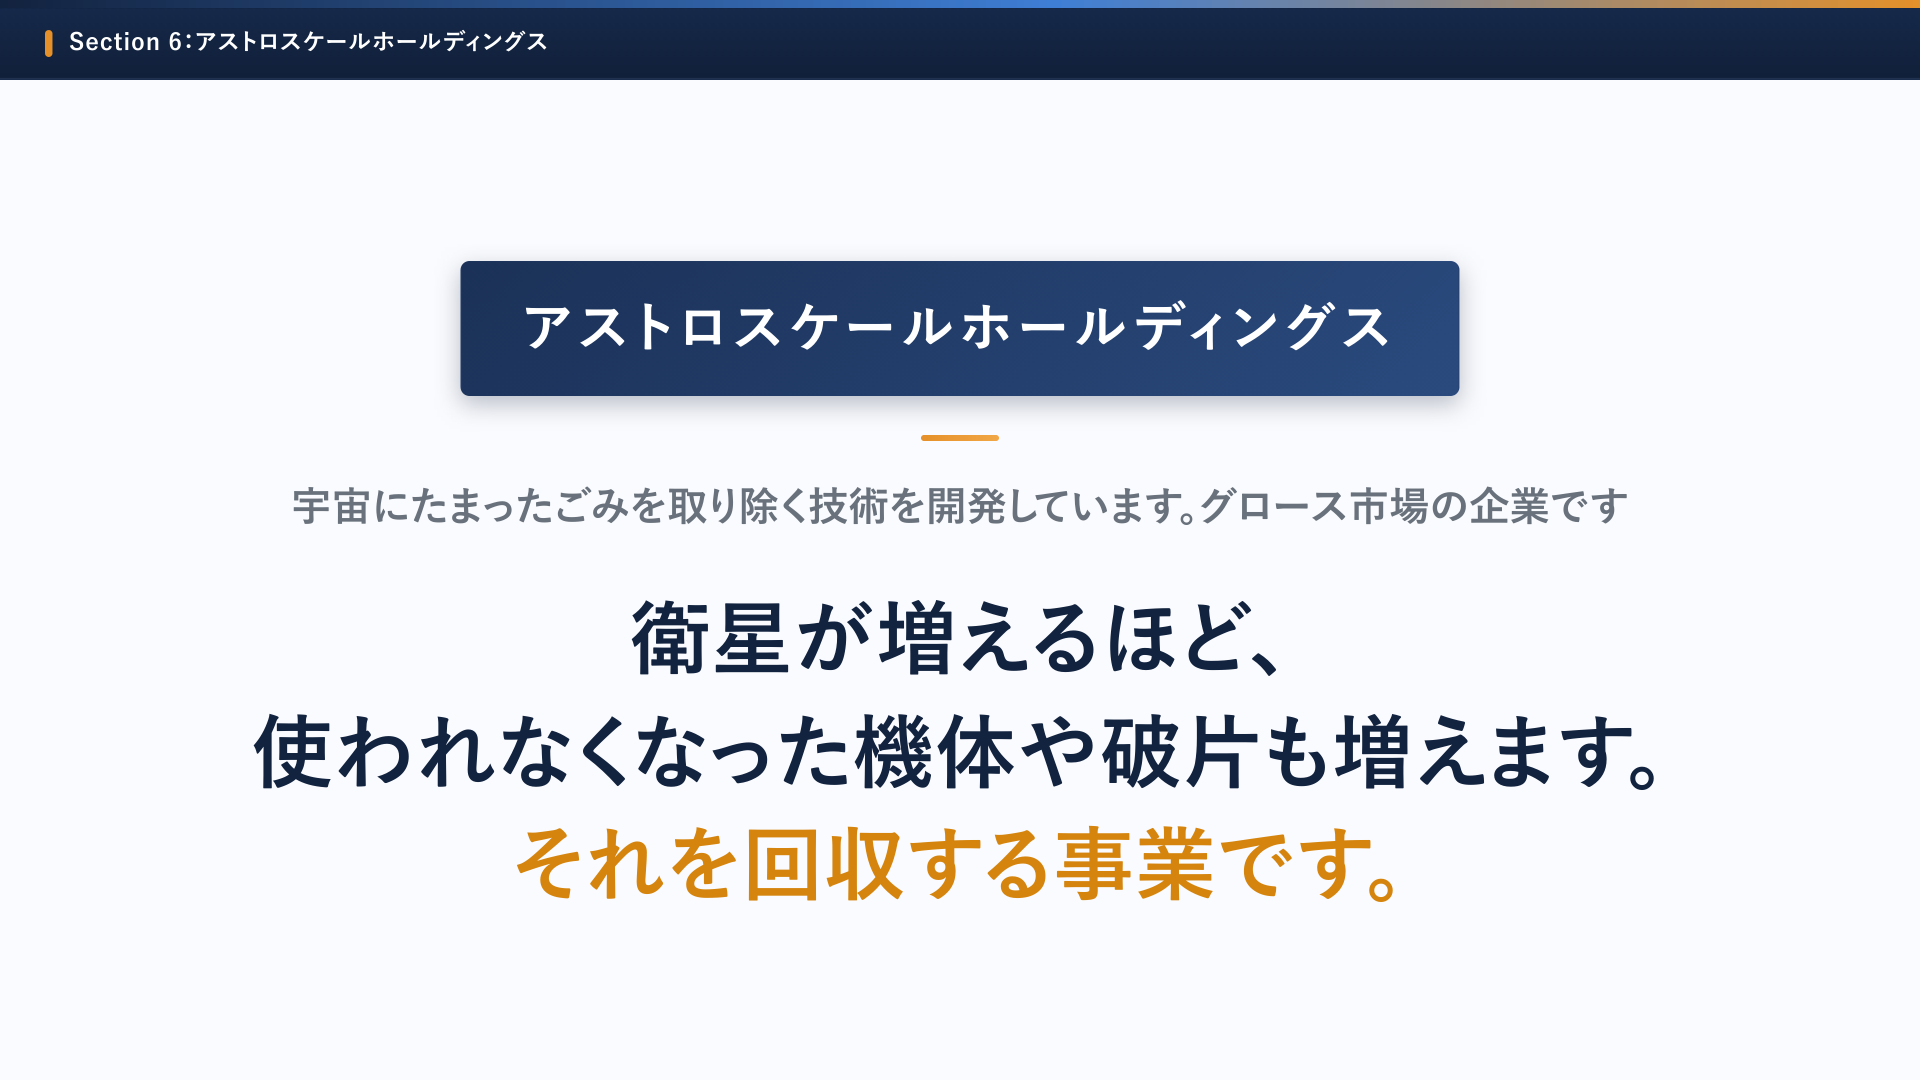 Section 6：アストロスケールホールディングス
アストロスケールホールディングス
宇宙にたまったごみを取り除く技術を開発しています。グロース市場の企業です
衛星が増えるほど、
使われなくなった機体や破片も増えます。
それを回収する事業です。